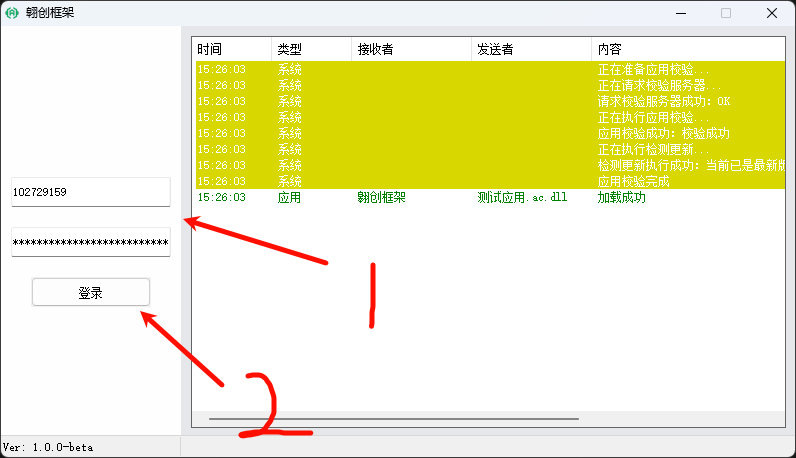 翱创框架
时间 类型 接收者 发送者 内容
15:26:03 系统 正在准备应用校验...
15:26:03 系统 正在请求校验服务器...
15:26:03 系统 请求校验服务器成功: OK
15:26:03 系统 正在执行应用校验...
15:26:03 系统 应用校验成功: 校验成功
15:26:03 系统 正在执行检测更新...
15:26:03 系统 检测更新执行成功: 当前已是最新版
15:26:03 系统 应用校验完成
15:26:03 应用 翱创框架 测试应用.ac.dll 加载成功
102729159
**************************
登录
1
2
Ver: 1.0.0-beta